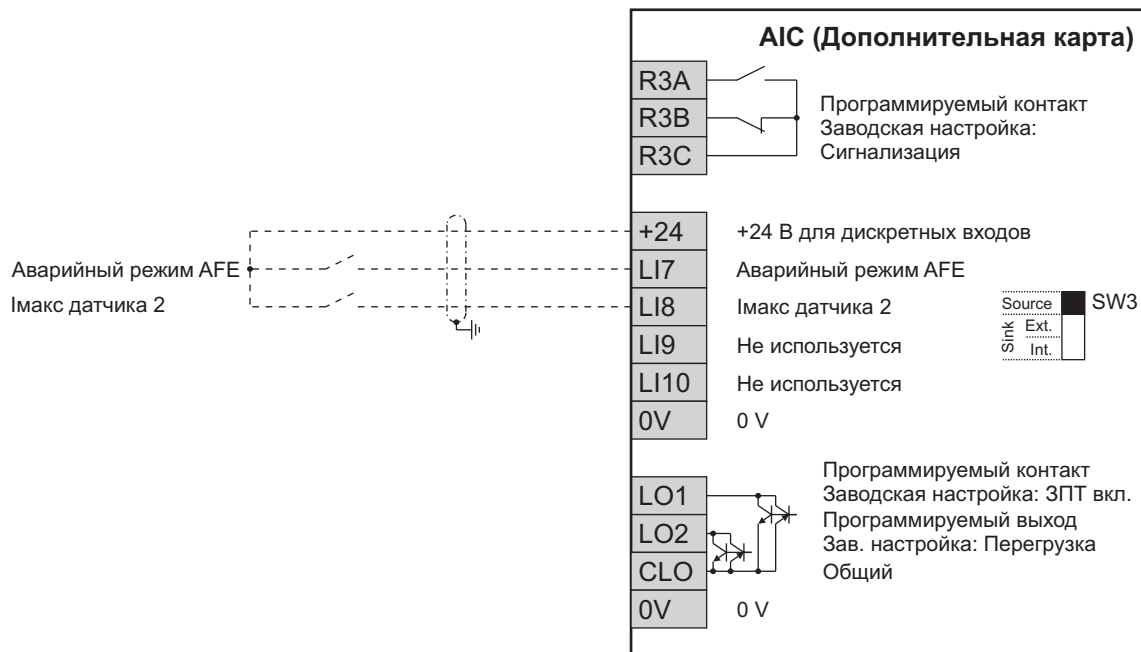 AIC (Дополнительная карта)
R3A
R3B
R3C
Программируемый контакт
Заводская настройка:
Сигнализация
+24
+24 В для дискретных входов
Аварийный режим AFE
LI7
Аварийный режим AFE
Iмакс датчика 2
LI8
Iмакс датчика 2
Source
SW3
Sink
Ext.
Int.
LI9
Не используется
LI10
Не используется
0V
0 V
LO1
Программируемый контакт
Заводская настройка: ЗПТ вкл.
LO2
Программируемый выход
Зав. настройка: Перегрузка
CLO
Общий
0V
0 V